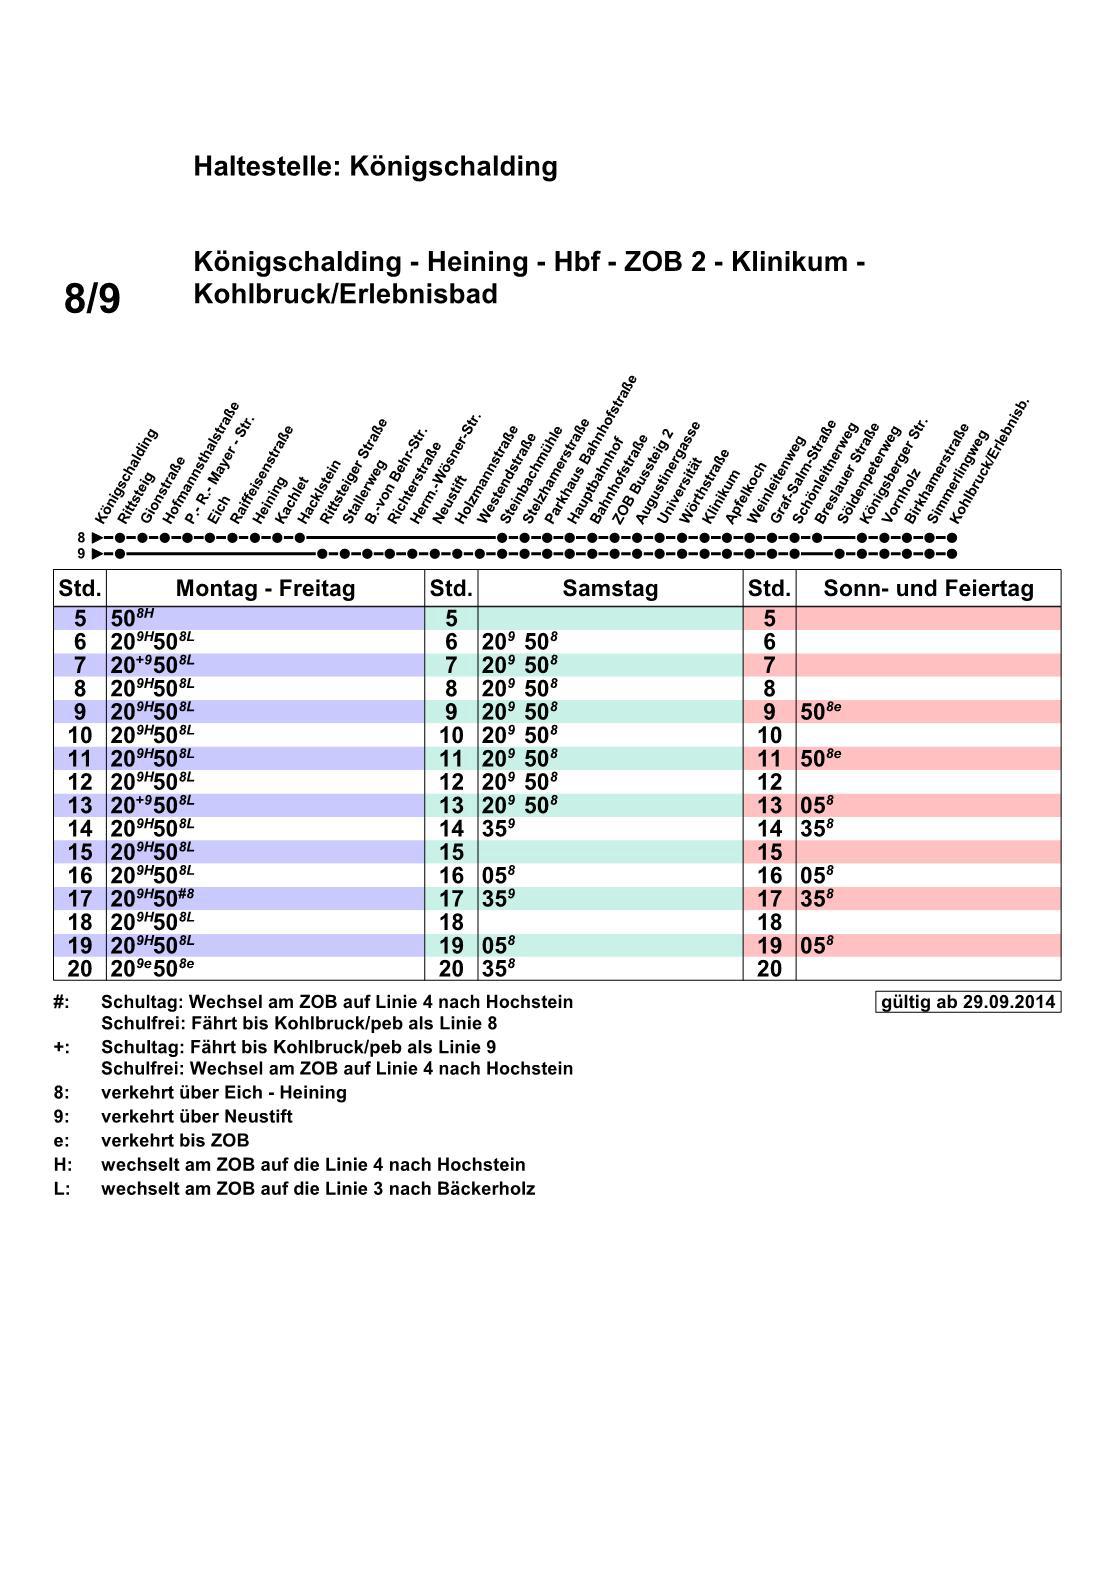 Haltestelle: Königschalding
Königschalding - Heining - Hbf - ZOB 2 - Klinikum -
Kohlbruck/Erlebnisbad
8/9
Königschalding
Rittsteig
Gionstraße
Hofmannsthalstraße
P.- R.- Mayer - Str.
Eich
Raiffeisenstraße
Heining
Kachlet
Hacklstein
Rittsteiger Straße
Stallerweg
B.-von Behr-Str.
Richterstraße
Herm.-Wösner-Str.
Neustift
Holzmannstraße
Westendstraße
Steinbachmühle
Stelzhamerstraße
Parkhaus Bahnhofstraße
Hauptbahnhof
Bahnhofstraße
ZOB Bussteig 2
Augustinergasse
Universität
Wörthstraße
Klinikum
Apfelkoch
Weinleitenweg
Graf-Salm-Straße
Schönleitnerweg
Breslauer Straße
Söldenpeterweg
Königsberger Str.
Vornholz
Birkhamerstraße
Simmerlingweg
Kohlbruck/Erlebnisb.
8
9
Std. Montag - Freitag Std. Samstag Std. Sonn- und Feiertag
5 50 8H 5 5
6 20 9H 50 8L 6 20 9 50 8 6
7 20 +9 50 8L 7 20 9 50 8 7
8 20 9H 50 8L 8 20 9 50 8 8
9 20 9H 50 8L 9 20 9 50 8 9 50 8e
10 20 9H 50 8L 10 20 9 50 8 10
11 20 9H 50 8L 11 20 9 50 8 11 50 8e
12 20 9H 50 8L 12 20 9 50 8 12
13 20 +9 50 8L 13 20 9 50 8 13 05 8
14 20 9H 50 8L 14 35 9 14 35 8
15 20 9H 50 8L 15 15
16 20 9H 50 8L 16 05 8 16 05 8
17 20 9H 50 #8 17 35 9 17 35 8
18 20 9H 50 8L 18 18
19 20 9H 50 8L 19 05 8 19 05 8
20 20 9e 50 8e 20 35 8 20
#: Schultag: Wechsel am ZOB auf Linie 4 nach Hochstein gültig ab 29.09.2014
Schulfrei: Fährt bis Kohlbruck/peb als Linie 8
+: Schultag: Fährt bis Kohlbruck/peb als Linie 9
Schulfrei: Wechsel am ZOB auf Linie 4 nach Hochstein
8: verkehrt über Eich - Heining
9: verkehrt über Neustift
e: verkehrt bis ZOB
H: wechselt am ZOB auf die Linie 4 nach Hochstein
L: wechselt am ZOB auf die Linie 3 nach Bäckerholz